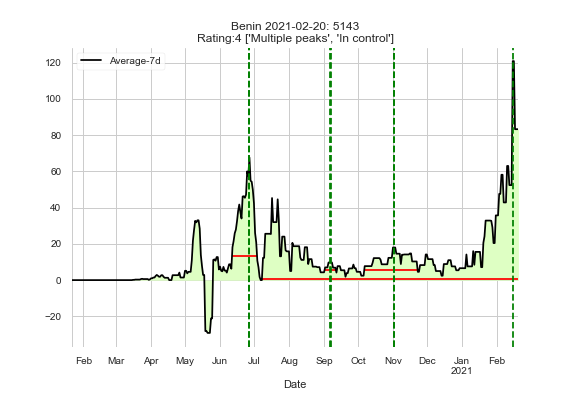 Benin 2021-02-20: 5143
Rating:4 ['Multiple peaks', 'In control']
Average-7d
120
100
80
60
40
20
0
−20
Feb Mar Apr May Jun Jul Aug Sep Oct Nov Dec Jan Feb
2021
Date